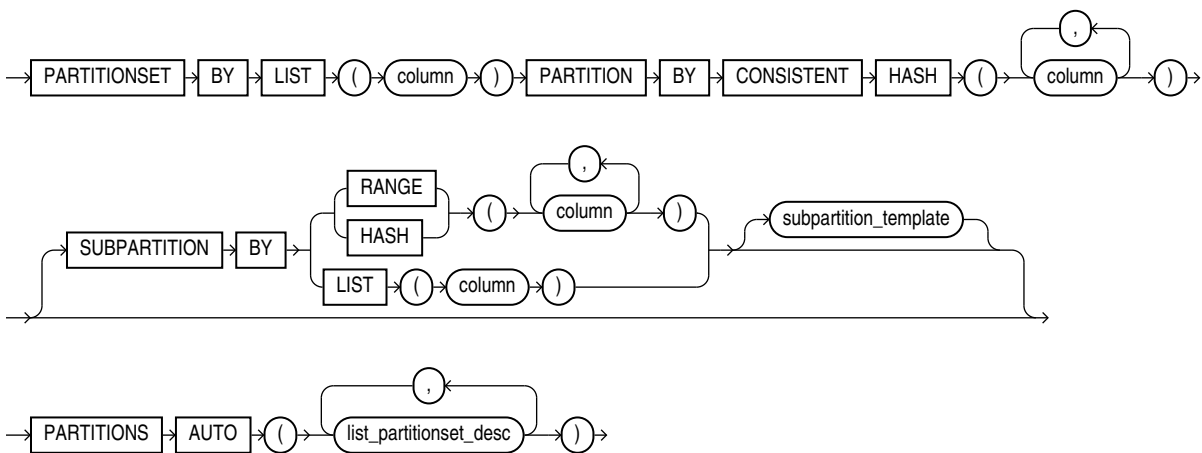 ,
PARTITIONSET BY LIST ( column ) PARTITION BY CONSISTENT HASH ( column )
,
RANGE
HASH
( column )
subpartition_template
SUBPARTITION BY
LIST ( column )
,
PARTITIONS AUTO ( list_partitionset_desc )